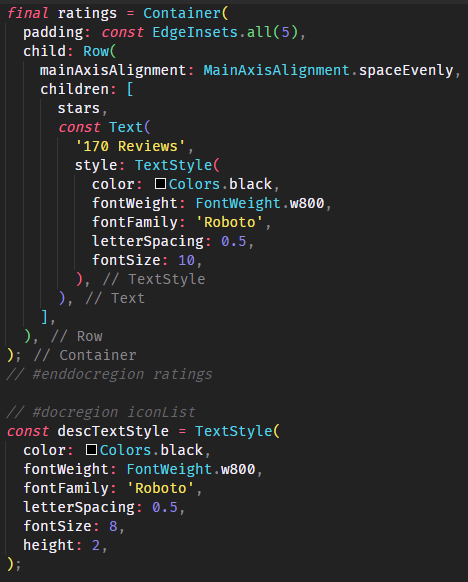 final ratings = Container(
  padding: const EdgeInsets.all(5),
  child: Row(
    mainAxisAlignment: MainAxisAlignment.spaceEvenly,
    children: [
      stars,
      const Text(
        '170 Reviews',
        style: TextStyle(
          color: Colors.black,
          fontWeight: FontWeight.w800,
          fontFamily: 'Roboto',
          letterSpacing: 0.5,
          fontSize: 10,
        ), // TextStyle
      ), // Text
    ],
  ), // Row
); // Container
// #enddocregion ratings

// #docregion iconList
const descTextStyle = TextStyle(
  color: Colors.black,
  fontWeight: FontWeight.w800,
  fontFamily: 'Roboto',
  letterSpacing: 0.5,
  fontSize: 8,
  height: 2,
);